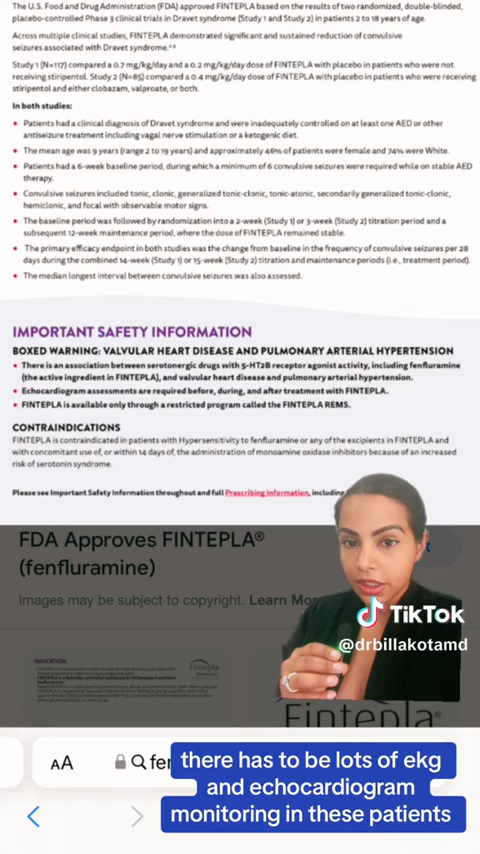 The U.S. Food and Drug Administration (FDA) approved FINTEPLA based on the results of two randomized, double-blinded,
placebo-controlled Phase 3 clinical trials in Dravet syndrome (Study 1 and Study 2) in patients 2 to 18 years of age.
Across multiple clinical studies, FINTEPLA demonstrated significant and sustained reduction of convulsive
seizures associated with Dravet syndrome.
Study 1 (N=117) compared a 0.7 mg/kg/day and a 0.2 mg/kg/day dose of FINTEPLA with placebo in patients who were not
receiving stiripentol. Study 2 (N=85) compared a 0.4 mg/kg/day dose of FINTEPLA with placebo in patients who were receiving
stiripentol and either clobazam, valproate, or both.
In both studies:
• Patients had a clinical diagnosis of Dravet syndrome and were inadequately controlled on at least one AED or other
antiseizure treatment including vagal nerve stimulation or a ketogenic diet.
• The mean age was 9 years (range 2 to 19 years) and approximately 46% of patients were female and 74% were White.
• Patients had a 6-week baseline period, during which a minimum of 6 convulsive seizures were required while on stable AED
therapy.
• Convulsive seizures included tonic, clonic, generalized tonic-clonic, tonic-atonic, secondarily generalized tonic-clonic,
hemiclonic, and focal with observable motor signs.
• The baseline period was followed by randomization into a 2-week (Study 1) or 3-week (Study 2) titration period and a
subsequent 12-week maintenance period, where the dose of FINTEPLA remained stable.
• The primary efficacy endpoint in both studies was the change from baseline in the frequency of convulsive seizures per 28
days during the combined 14-week (Study 1) or 15-week (Study 2) titration and maintenance periods (i.e., treatment period).
• The median longest interval between convulsive seizures was also assessed.
IMPORTANT SAFETY INFORMATION
BOXED WARNING: VALVULAR HEART DISEASE AND PULMONARY ARTERIAL HYPERTENSION
• There is an association between serotonergic drugs with 5-HT2B receptor agonist activity, including fenfluramine
(the active ingredient in FINTEPLA), and valvular heart disease and pulmonary arterial hypertension.
• Echocardiogram assessments are required before, during, and after treatment with FINTEPLA.
• FINTEPLA is available only through a restricted program called the FINTEPLA REMS.
CONTRAINDICATIONS
FINTEPLA is contraindicated in patients with Hypersensitivity to fenfluramine or any of the excipients in FINTEPLA and
with concomitant use of, or within 14 days of, the administration of monoamine oxidase inhibitors because of an increased
risk of serotonin syndrome.
Please see Important Safety Information throughout and full Prescribing Information, including
FDA Approves FINTEPLA®
(fenfluramine)
Images may be subject to copyright. Learn Mor
TikTok
@drbillakotamd
INDICATION
Fintepla
Fintepla®
AA
fer
there has to be lots of ekg
and echocardiogram
monitoring in these patients